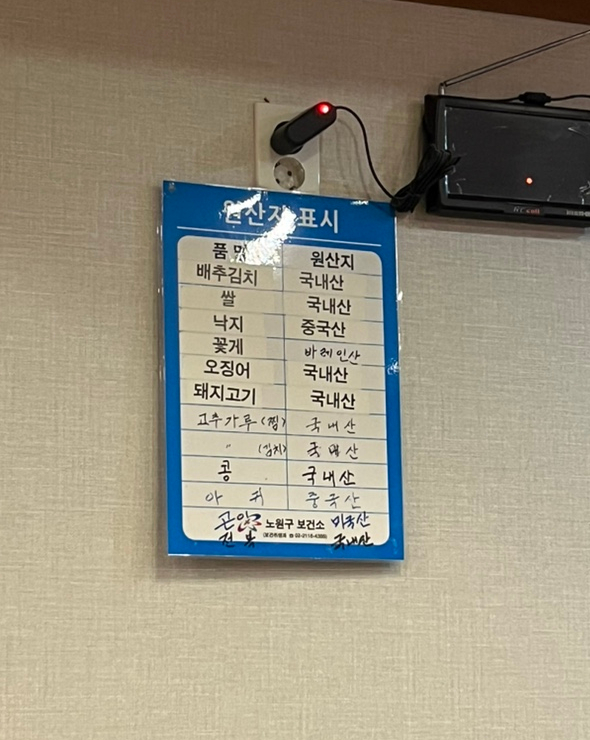 원산지 표시
품 명 원산지
배추김치 국내산
쌀 국내산
낙지 중국산
꽃게 바레인산
오징어 국내산
돼지고기 국내산
고추가루(찜) 국내산
〃 (김치) 국내산
콩 국내산
아 귀 중국산
곤 노원구 보건소 미국산
전복 국내산